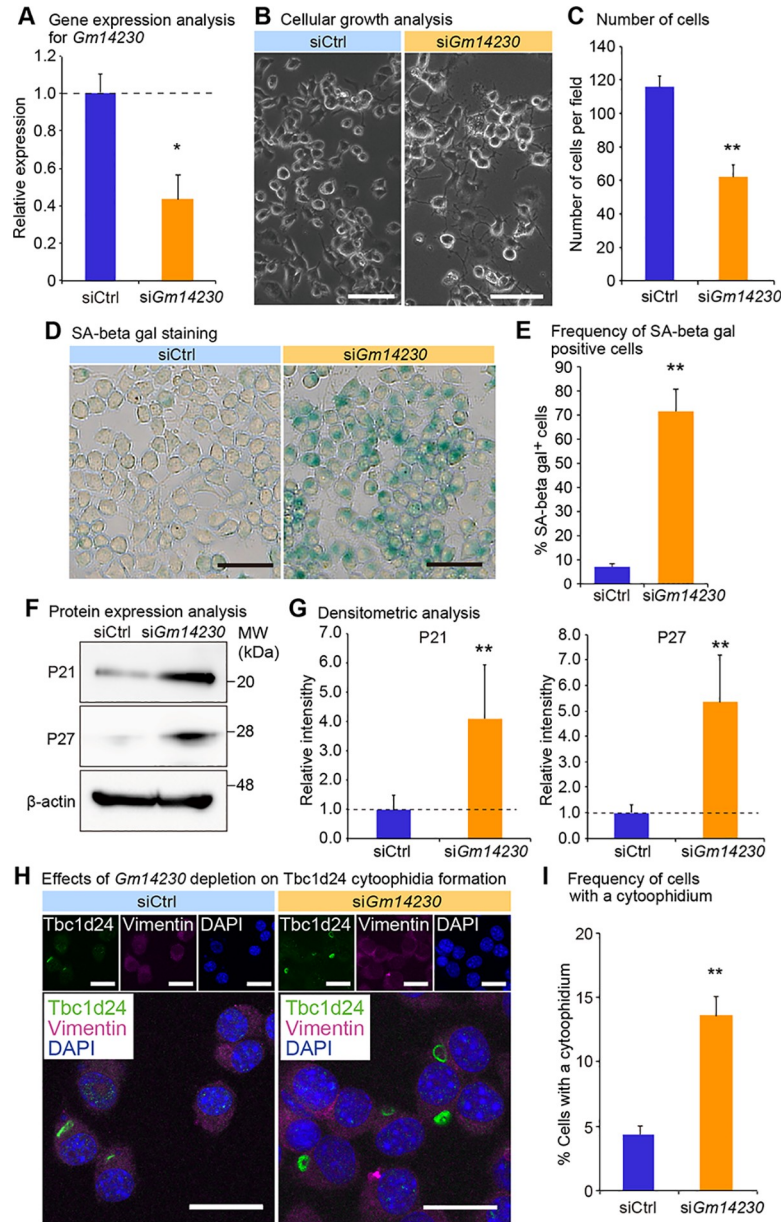 A Gene expression analysis
for Gm14230
Relative expression
1.2
1.0
0.8
0.6
0.4
0.2
0
*
siCtrl siGm14230
B Cellular growth analysis
siCtrl siGm14230
C Number of cells
Number of cells per field
140
120
100
80
60
40
20
0
**
siCtrl siGm14230
D SA-beta gal staining
siCtrl siGm14230
E Frequency of SA-beta gal
positive cells
% SA-beta gal+ cells
90
80
70
60
50
40
30
20
10
0
**
siCtrl siGm14230
F Protein expression analysis
siCtrl siGm14230 MW
(kDa)
P21
20
P27
28
48
β-actin
G Densitometric analysis
P21
Relative intensithy
7.0
6.0
5.0
4.0
3.0
2.0
1.0
0.0
**
siCtrl siGm14230
P27
Relative intensithy
8.0
7.0
6.0
5.0
4.0
3.0
2.0
1.0
0.0
**
siCtrl siGm14230
H Effects of Gm14230 depletion on Tbc1d24 cytoophidia formation
siCtrl siGm14230
Tbc1d24 Vimentin DAPI Tbc1d24 Vimentin DAPI
Tbc1d24
Vimentin
DAPI
Tbc1d24
Vimentin
DAPI
I Frequency of cells
with a cytoophidium
% Cells with a cytoophidium
20
15
10
5
0
**
siCtrl siGm14230